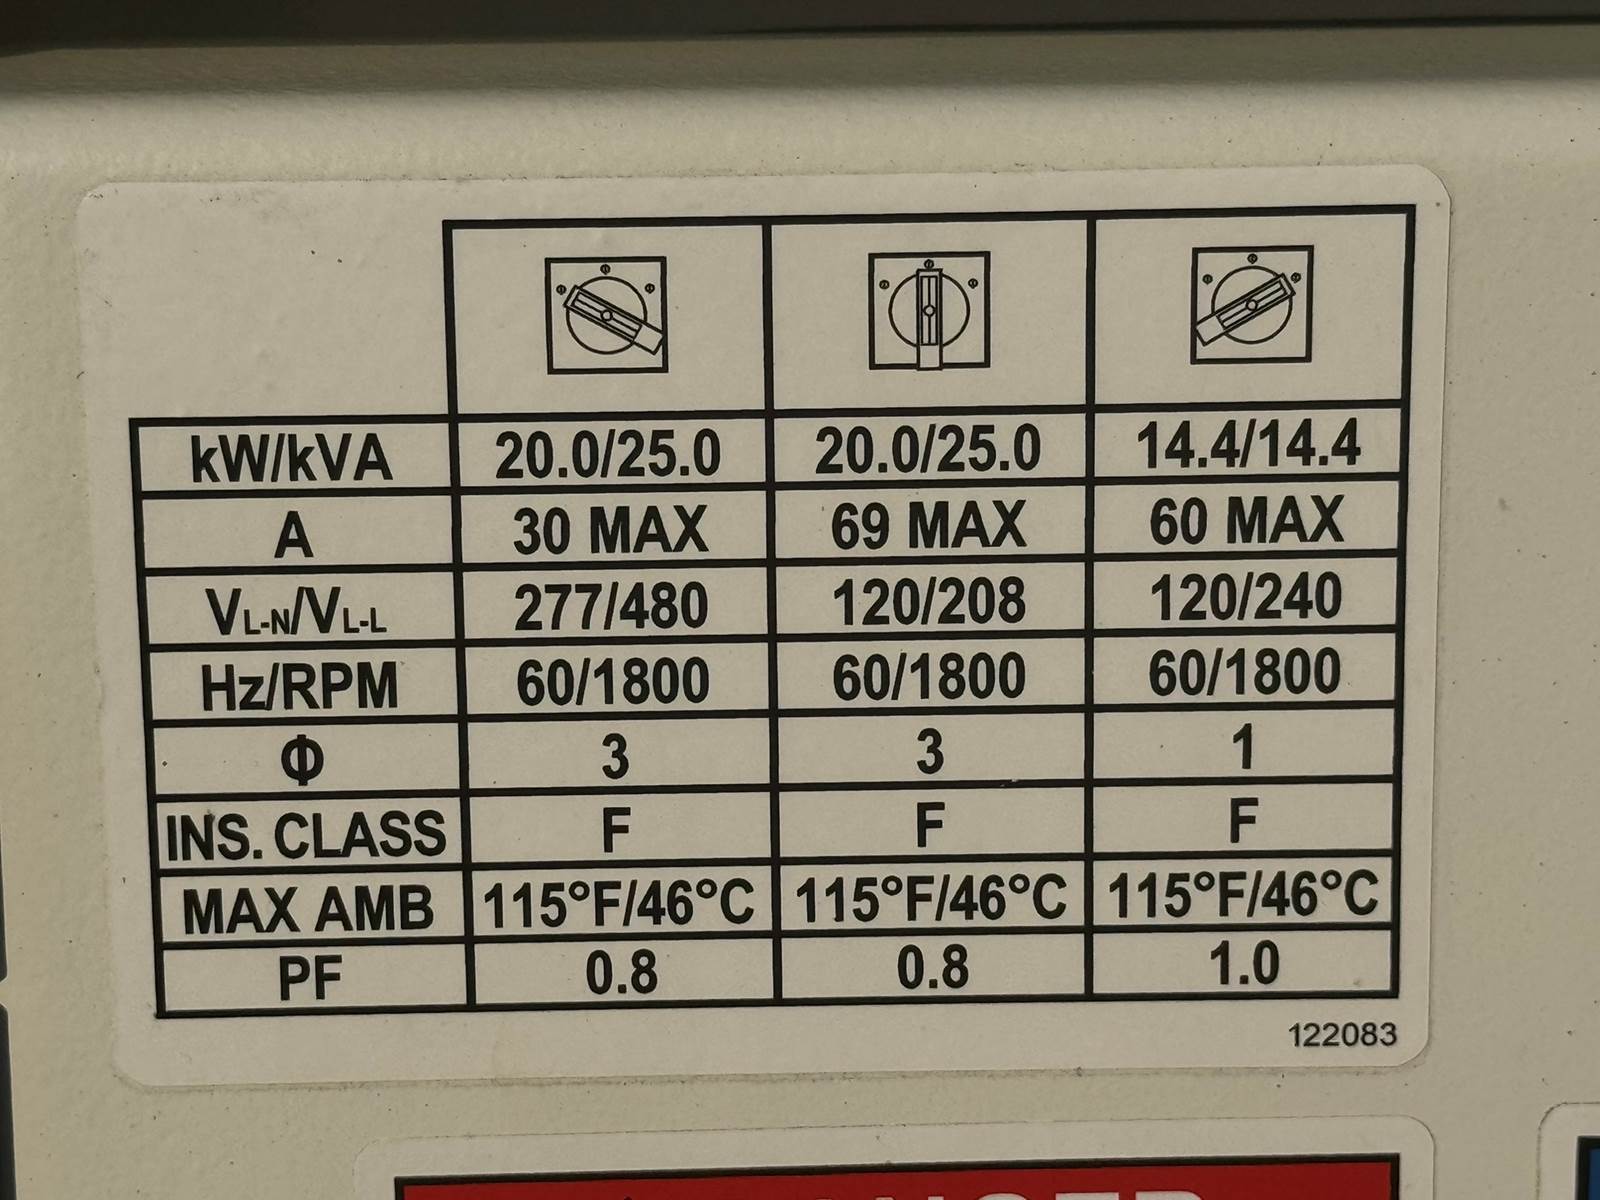 kW/kVA 20.0/25.0 20.0/25.0 14.4/14.4
A 30 MAX 69 MAX 60 MAX
VL-N/VL-L 277/480 120/208 120/240
Hz/RPM 60/1800 60/1800 60/1800
Φ 3 3 1
INS. CLASS F F F
MAX AMB 115°F/46°C 115°F/46°C 115°F/46°C
PF 0.8 0.8 1.0
122083